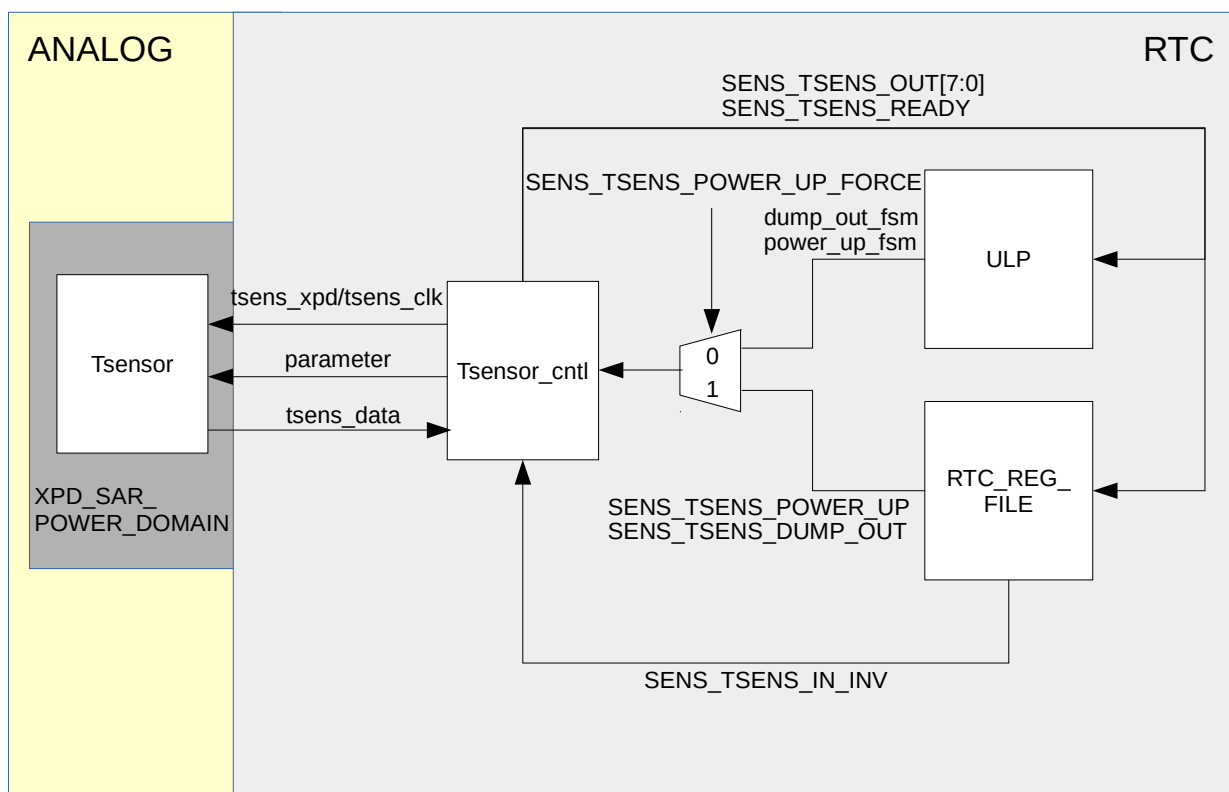 ANALOG
RTC
SENS_TSENS_OUT[7:0]
SENS_TSENS_READY
SENS_TSENS_POWER_UP_FORCE
dump_out_fsm
power_up_fsm
ULP
tsens_xpd/tsens_clk
Tsensor
parameter
Tsensor_cntl
0
1
tsens_data
XPD_SAR_
POWER_DOMAIN
RTC_REG_
FILE
SENS_TSENS_POWER_UP
SENS_TSENS_DUMP_OUT
SENS_TSENS_IN_INV